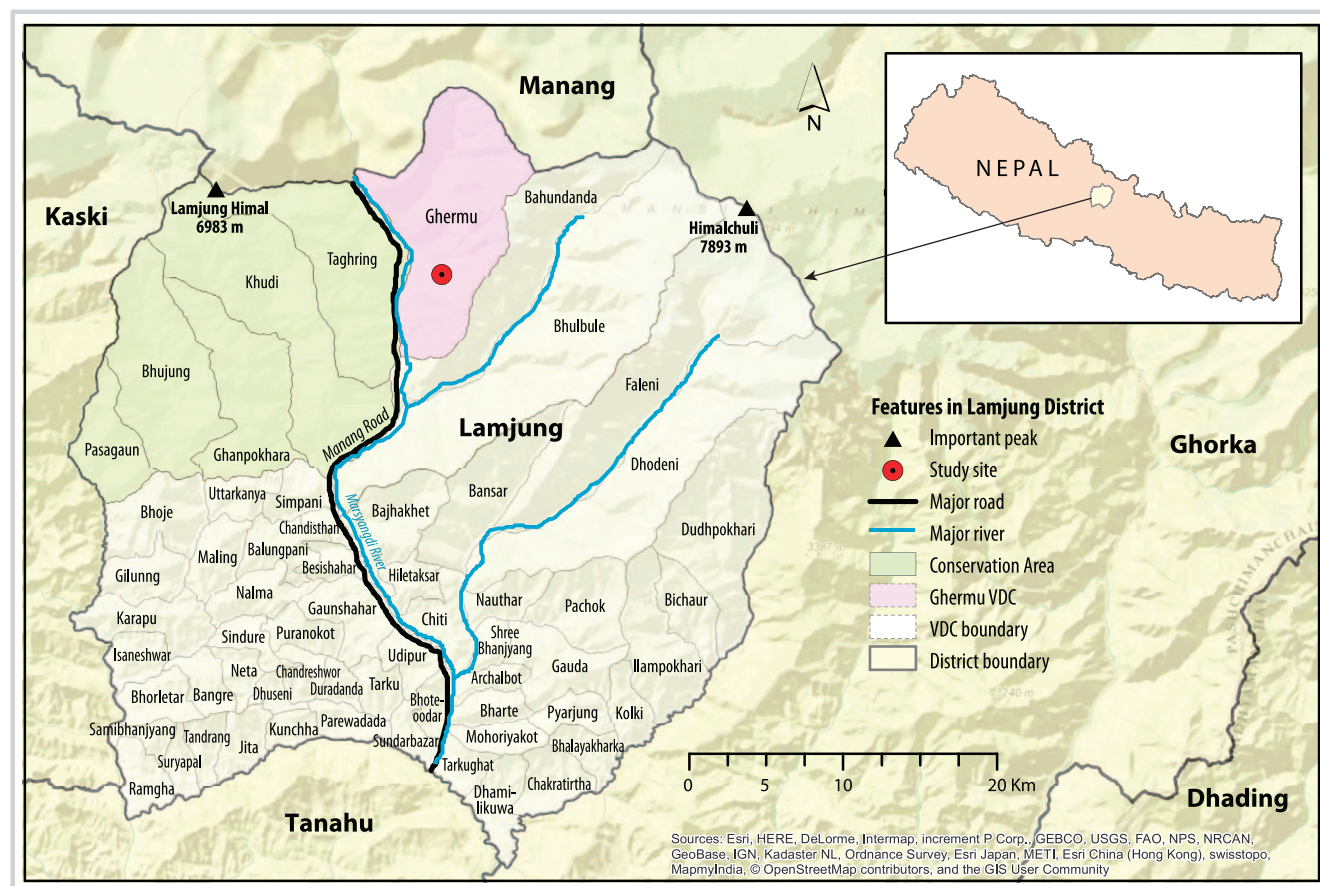 Manang
N
NEPAL
Kaski
Lamjung Himal
6983 m
Ghermu
Bahundanda
Himalchuli
7893 m
Taghring
Khudi
Bhulbule
Bhujung
Faleni
Lamjung
Manang Road
Pasagaun
Ghanpokhara
Dhodeni
Features in Lamjung District
Important peak
Study site
Major road
Major river
Conservation Area
Ghermu VDC
VDC boundary
District boundary
Ghorka
Uttarkanya
Simpani
Bhoje
Chandisthan
Marsyangdi River
Bajhakhet
Bansar
Dudhpokhari
Maling
Balungpani
Besishahar
Gilunng
Hiletaksar
Nalma
Gaunshahar
Nauthar
Pachok
Bichaur
Karapu
Chiti
Sindure
Puranokot
Shree
Bhanjyang
Isaneshwar
Udipur
Gauda
Ilampokhari
Neta
Chandreshwor
Archalbot
Bhorletar
Bangre
Dhuseni
Duradanda
Tarku
Bhote-
oodar
Bharte
Pyarjung
Kolki
Samibhanjyang
Tandrang
Jita
Kunchha
Parewadada
Sundarbazar
Mohoriyakot
Bhalayakharka
Suryapal
Tarkughat
Ramgha
Dhami-
likuwa
Chakratirtha
Tanahu
Dhading
0 5 10 20 Km
PASHCHIMANCHAL
3240 m
Sources: Esri, HERE, DeLorme, Intermap, increment P Corp., GEBCO, USGS, FAO, NPS, NRCAN,
GeoBase, IGN, Kadaster NL, Ordnance Survey, Esri Japan, METI, Esri China (Hong Kong), swisstopo,
MapmyIndia, © OpenStreetMap contributors, and the GIS User Community